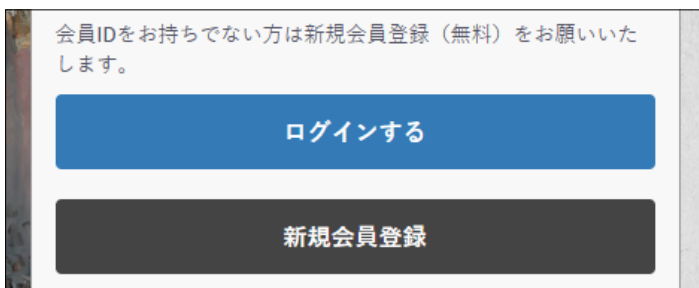 会員IDをお持ちでない方は新規会員登録（無料）をお願いいた
します。
ログインする
新規会員登録